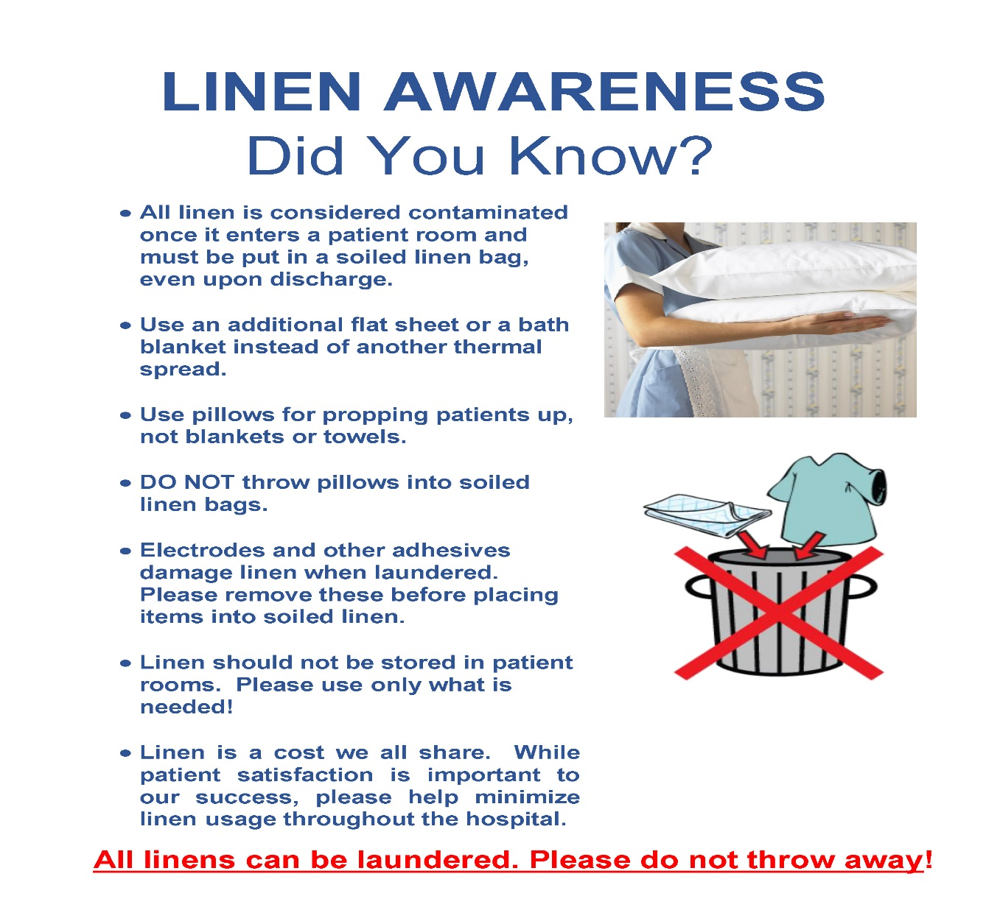 LINEN AWARENESS
Did You Know?
• All linen is considered contaminated
once it enters a patient room and
must be put in a soiled linen bag,
even upon discharge.
• Use an additional flat sheet or a bath
blanket instead of another thermal
spread.
• Use pillows for propping patients up,
not blankets or towels.
• DO NOT throw pillows into soiled
linen bags.
• Electrodes and other adhesives
damage linen when laundered.
Please remove these before placing
items into soiled linen.
• Linen should not be stored in patient
rooms.  Please use only what is
needed!
• Linen is a cost we all share.  While
patient satisfaction is important to
our success, please help minimize
linen usage throughout the hospital.
All linens can be laundered. Please do not throw away!